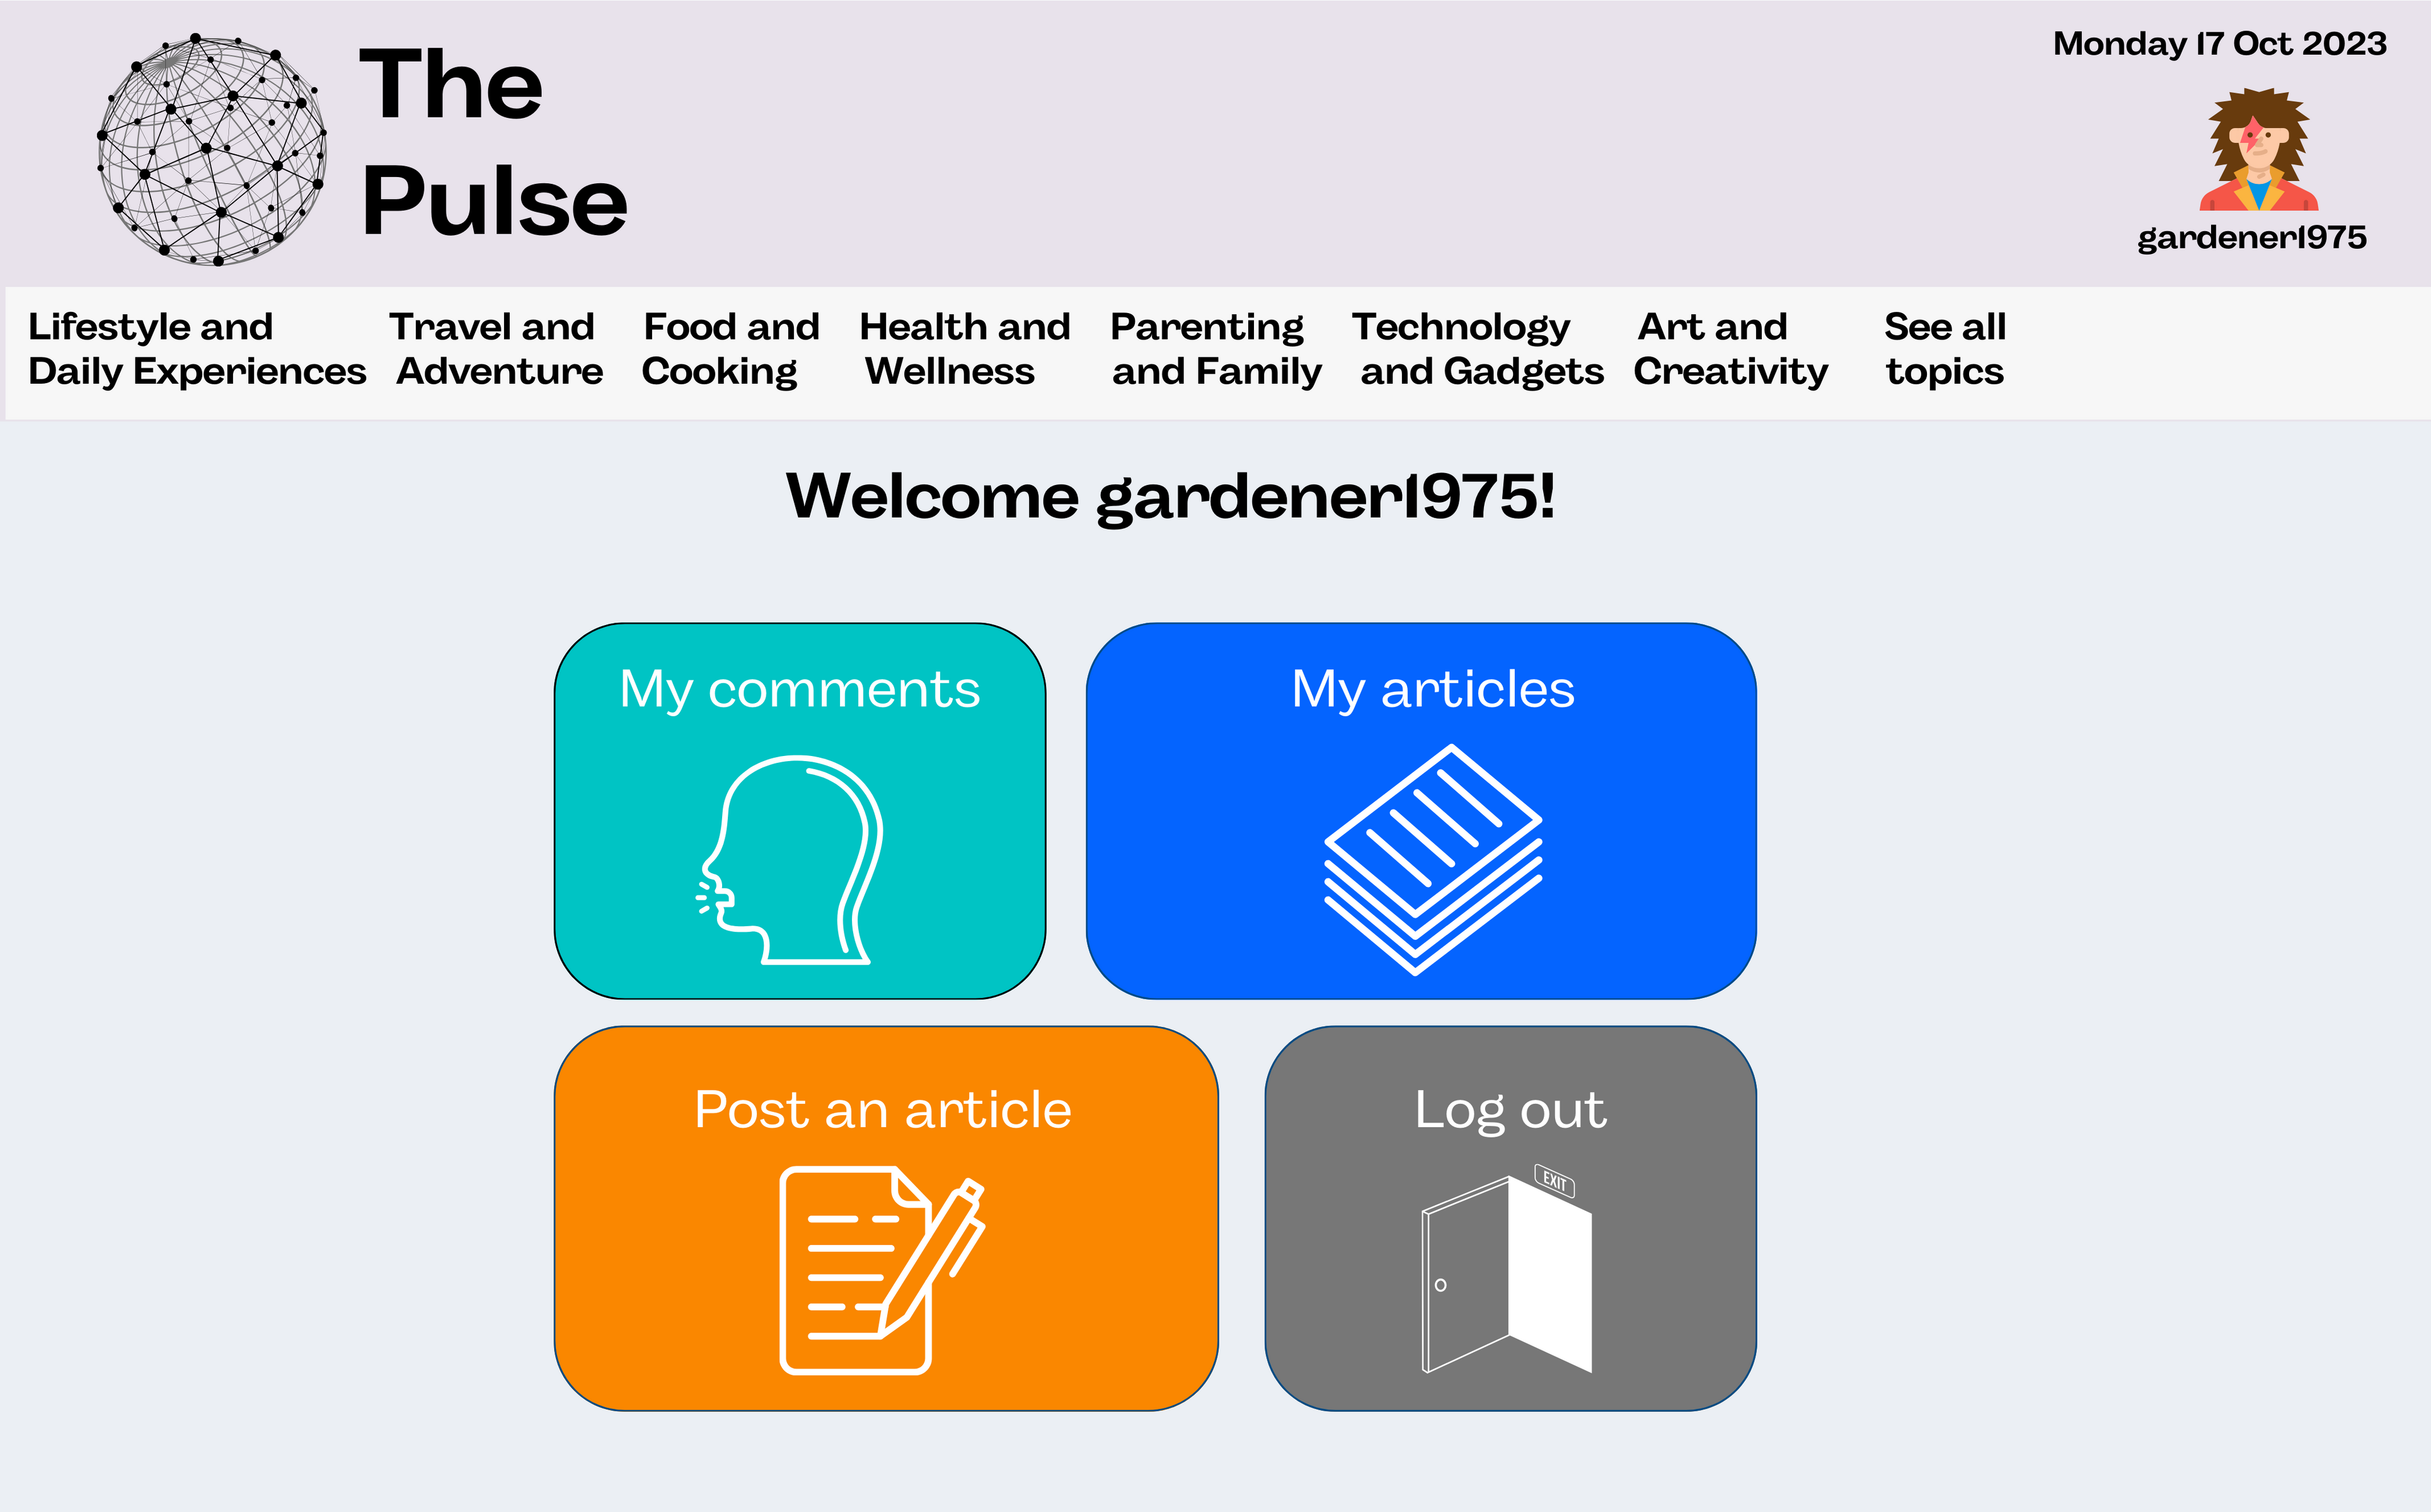 The
Pulse
Monday 17 Oct 2023
gardener1975
Lifestyle and
Daily Experiences
Travel and
Adventure
Food and
Cooking
Health and
Wellness
Parenting
and Family
Technology
and Gadgets
Art and
Creativity
See all
topics
Welcome gardener1975!
My comments
My articles
Post an article
Log out
EXIT